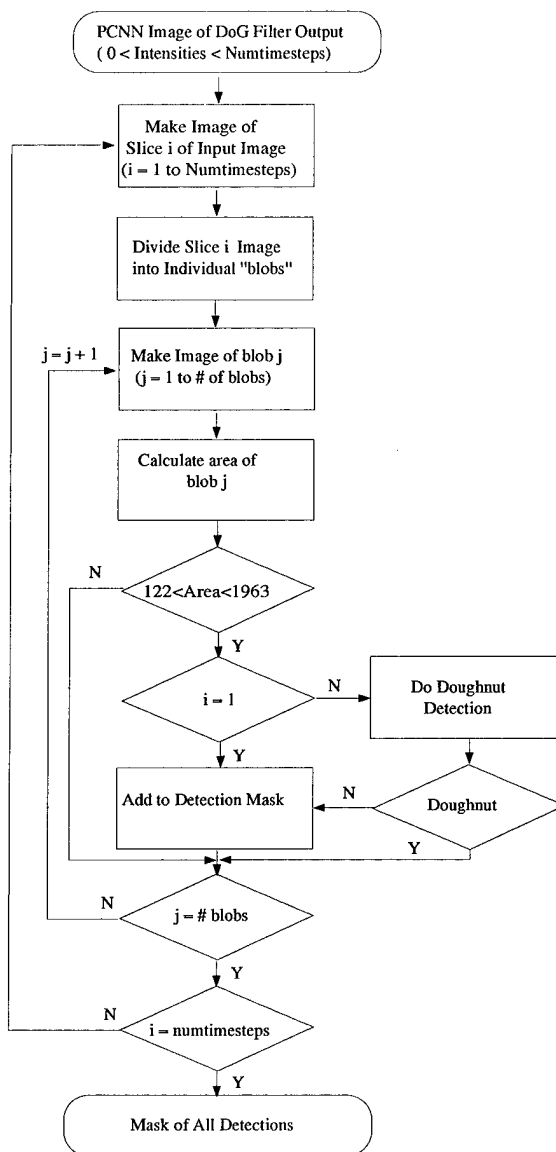 PCNN Image of DoG Filter Output
( 0 < Intensities < Numtimesteps)
Make Image of
Slice i of Input Image
(i = 1 to Numtimesteps)
Divide Slice i Image
into Individual "blobs"
j = j + 1
Make Image of blob j
(j = 1 to # of blobs)
Calculate area of
blob j
N
122<Area<1963
Y
i = 1
N
Do Doughnut
Detection
Y
Add to Detection Mask
N
Doughnut
Y
N
j = # blobs
Y
N
i = numtimesteps
Y
Mask of All Detections